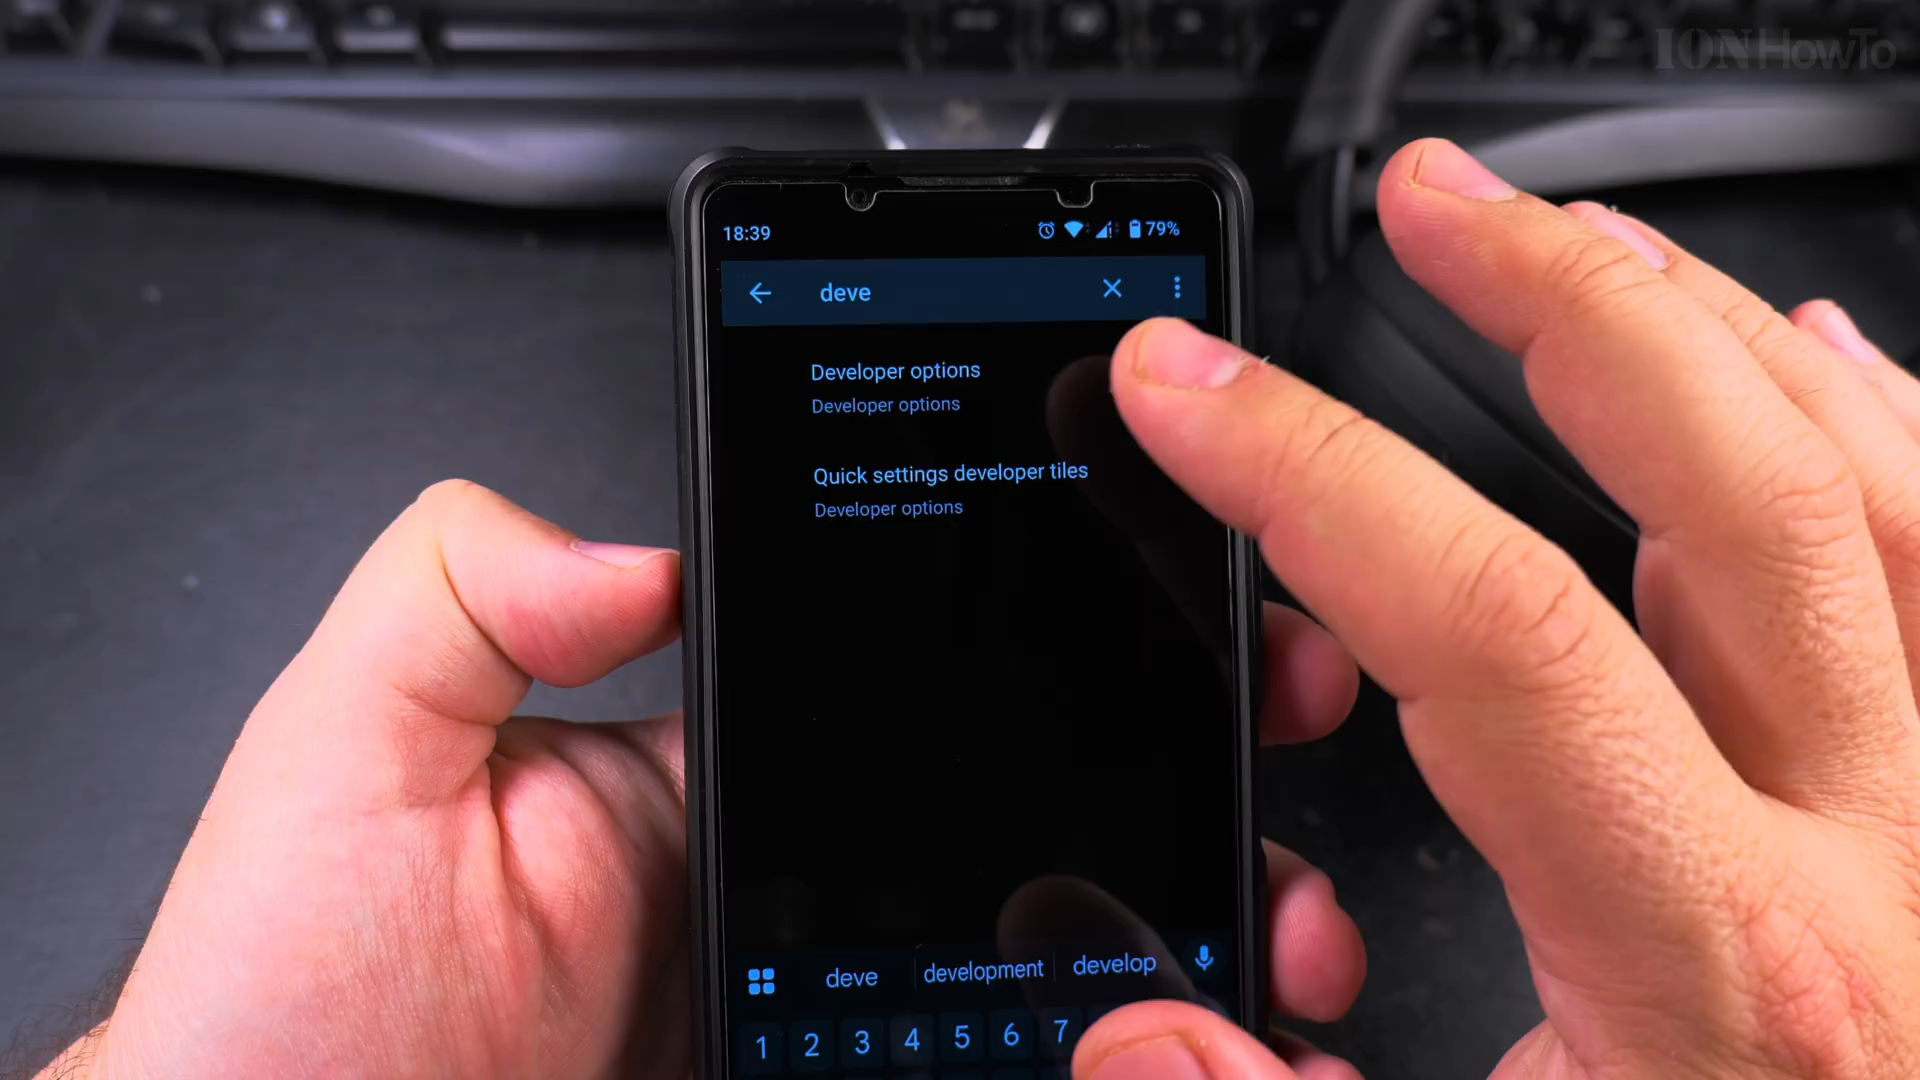 IONHowTo
18:39
79%
deve
Developer options
Developer options
Quick settings developer tiles
Developer options
deve development develop
1 2 3 4 5 6 7